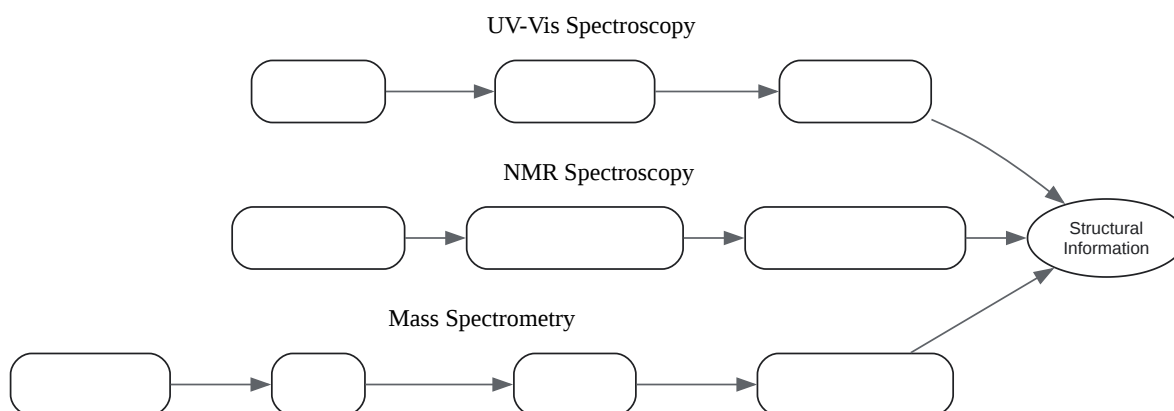 UV-Vis Spectroscopy
NMR Spectroscopy
Structural
Information
Mass Spectrometry